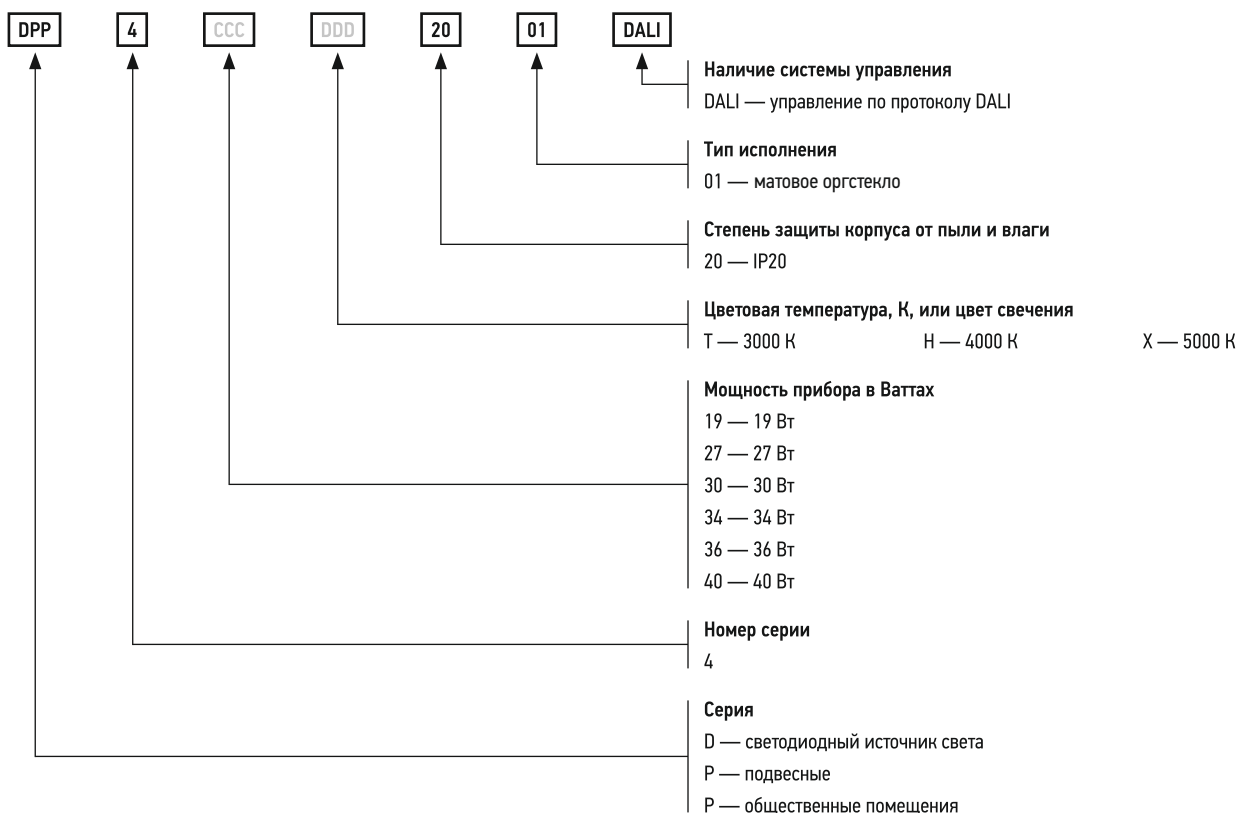 DPP 4 CCC DDD 20 01 DALI
Наличие системы управления
DALI — управление по протоколу DALI
Тип исполнения
01 — матовое оргстекло
Степень защиты корпуса от пыли и влаги
20 — IP20
Цветовая температура, К, или цвет свечения
Т — 3000 К Н — 4000 К Х — 5000 К
Мощность прибора в Ваттах
19 — 19 Вт
27 — 27 Вт
30 — 30 Вт
34 — 34 Вт
36 — 36 Вт
40 — 40 Вт
Номер серии
4
Серия
D — светодиодный источник света
P — подвесные
P — общественные помещения